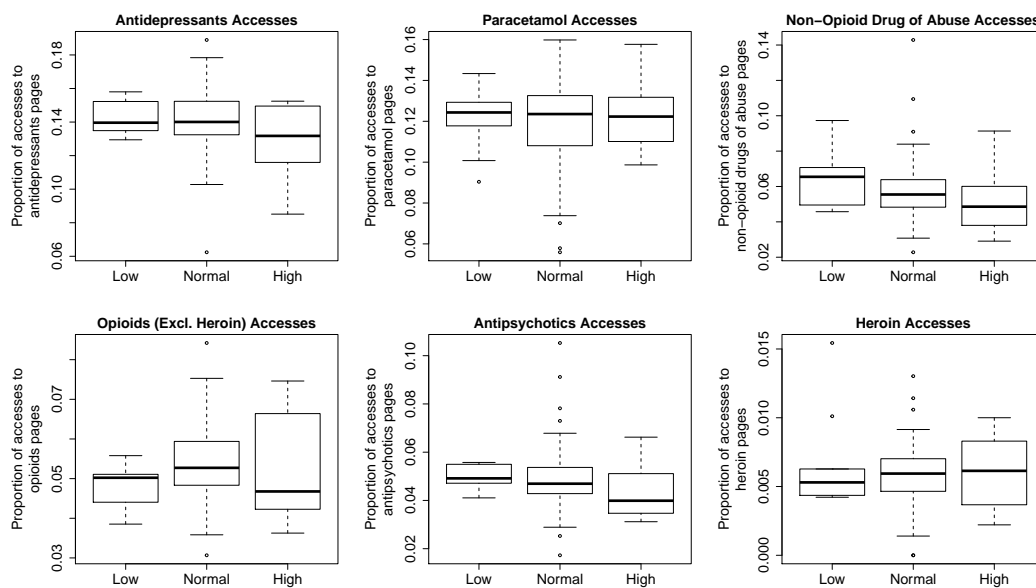 Antidepressants Accesses
Proportion of accesses to
antidepressants pages
0.18
0.14
0.10
0.06
Low Normal High
Paracetamol Accesses
Proportion of accesses to
paracetamol pages
0.16
0.14
0.12
0.10
0.08
0.06
Low Normal High
Non−Opioid Drug of Abuse Accesses
Proportion of accesses to
non−opioid drugs of abuse pages
0.14
0.10
0.06
0.02
Low Normal High
Opioids (Excl. Heroin) Accesses
Proportion of accesses to
opioids pages
0.07
0.05
0.03
Low Normal High
Antipsychotics Accesses
Proportion of accesses to
antipsychotics pages
0.10
0.08
0.06
0.04
0.02
Low Normal High
Heroin Accesses
Proportion of accesses to
heroin pages
0.015
0.010
0.005
0.000
Low Normal High